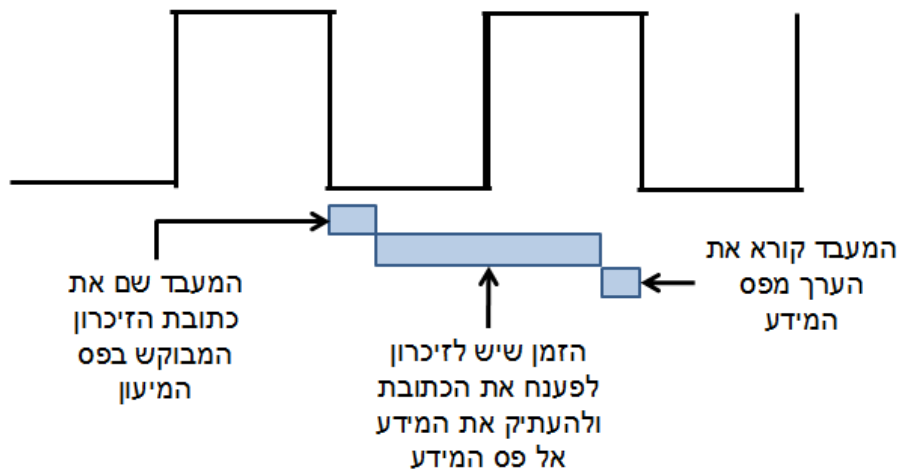 המעבד קורא את
הערך מפס
המידע
המעבד שם את
כתובת הזיכרון
המבוקש בפס
המיעון
הזמן שיש לזיכרון
לפענח את הכתובת
ולהעתיק את המידע
אל פס המידע